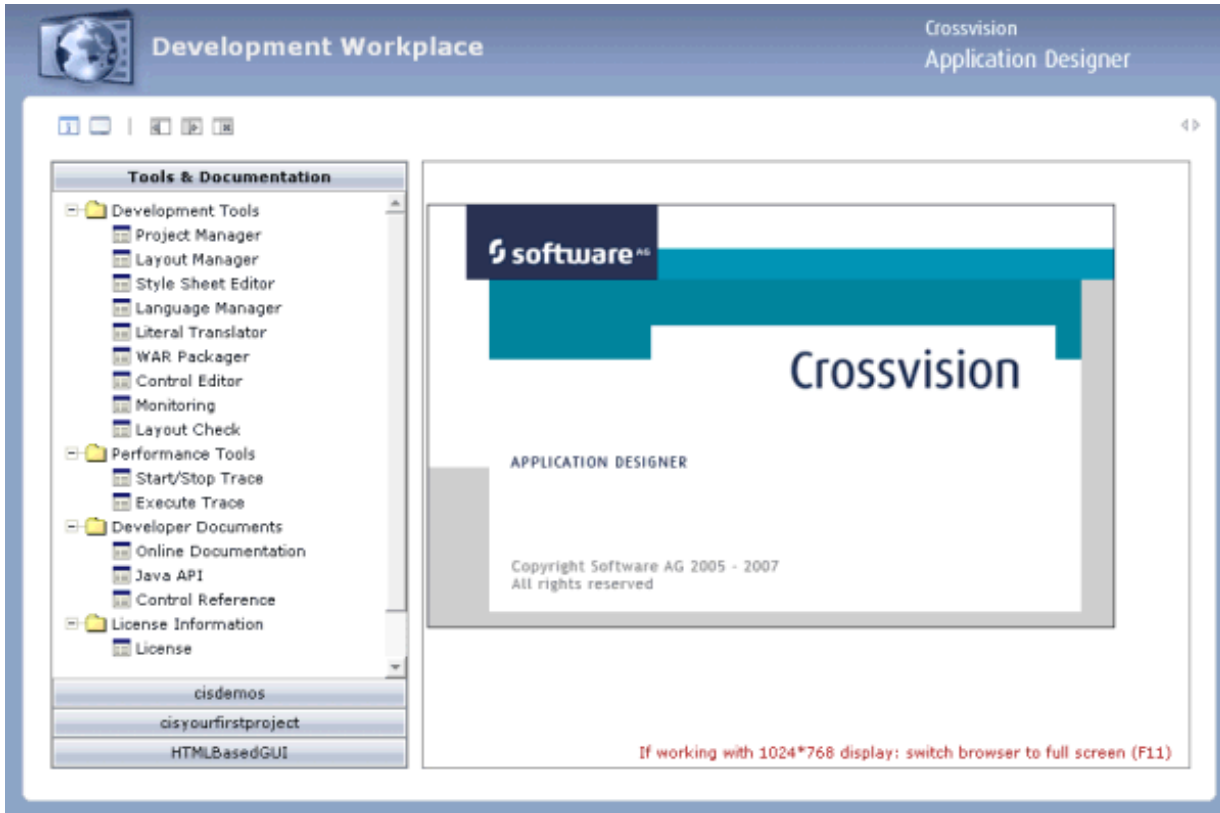 Development Workplace
Crossvision
Application Designer
Tools & Documentation
Development Tools
Project Manager
Layout Manager
Style Sheet Editor
Language Manager
Literal Translator
WAR Packager
Control Editor
Monitoring
Layout Check
Performance Tools
Start/Stop Trace
Execute Trace
Developer Documents
Online Documentation
Java API
Control Reference
License Information
License
cisdemos
cisyourfirstproject
HTMLBasedGUI
software AG
Crossvision
APPLICATION DESIGNER
Copyright Software AG 2005 - 2007
All rights reserved
If working with 1024*768 display: switch browser to full screen (F11)